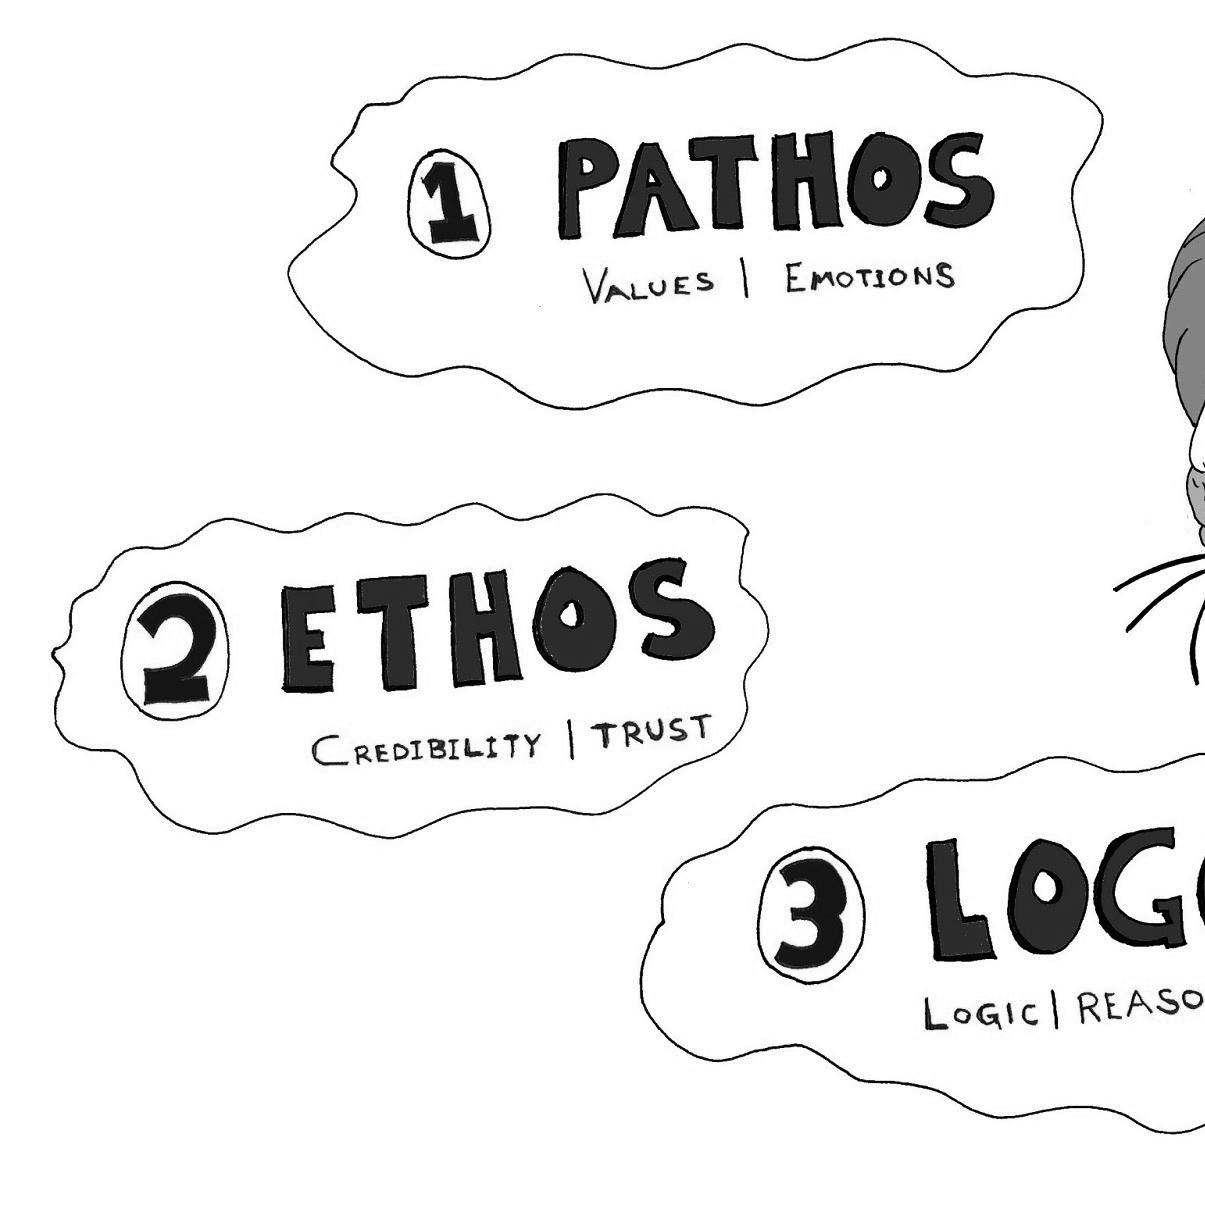 1 PATHOS
VALUES | EMOTIONS
2 ETHOS
CREDIBILITY | TRUST
3
LOGIC |